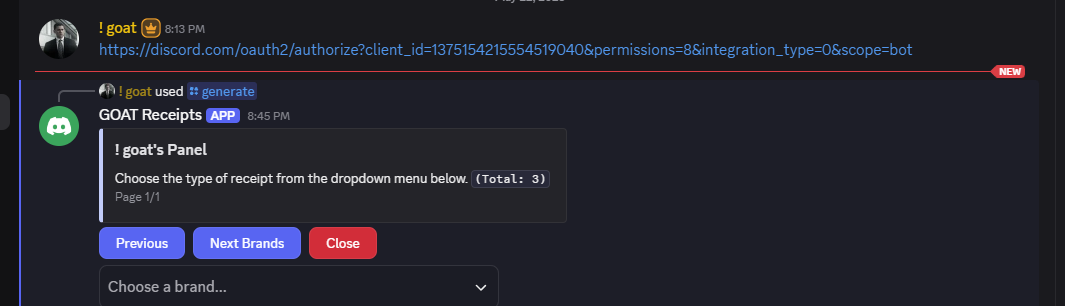 ! goat 8:13 PM
https://discord.com/oauth2/authorize?client_id=1375154215554519040&permissions=8&integration_type=0&scope=bot
NEW
! goat used generate
GOAT Receipts APP 8:45 PM
! goat's Panel
Choose the type of receipt from the dropdown menu below. (Total: 3)
Page 1/1
Previous Next Brands Close
Choose a brand...